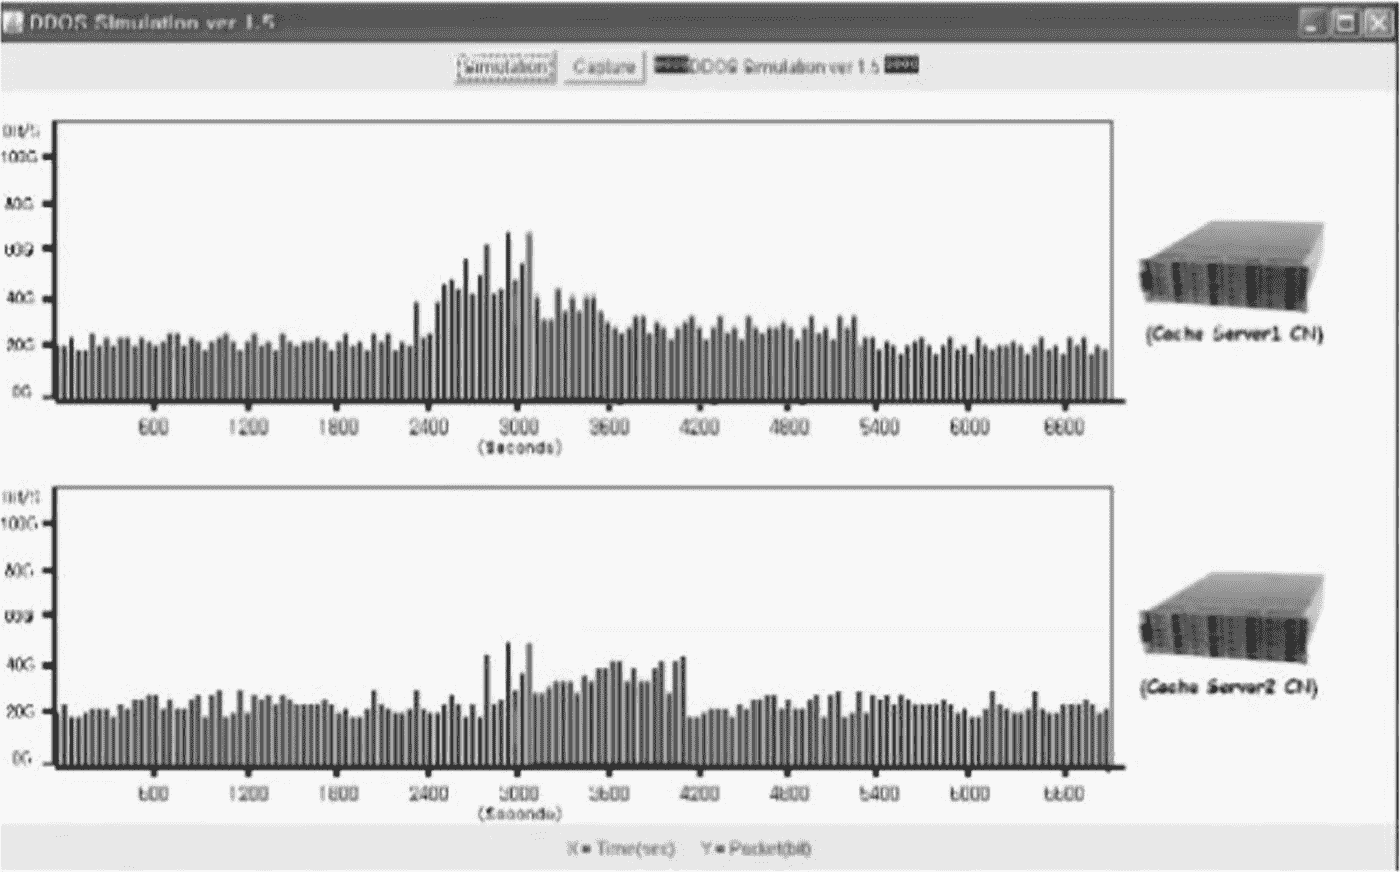 DDOS Simulation ver 1.5
Simulation Capture DDOS Simulation ver 1.5
Bit/S
100G
80G
60G
40G
20G
0G
600 1200 1800 2400 3000 3600 4200 4800 5400 6000 6600
(Seconds)
(Cache Server1 CN)
Bit/S
100G
80G
60G
40G
20G
0G
600 1200 1800 2400 3000 3600 4200 4800 5400 6000 6600
(Seconds)
(Cache Server2 CN)
X = Time(sec) Y = Packet(bit)